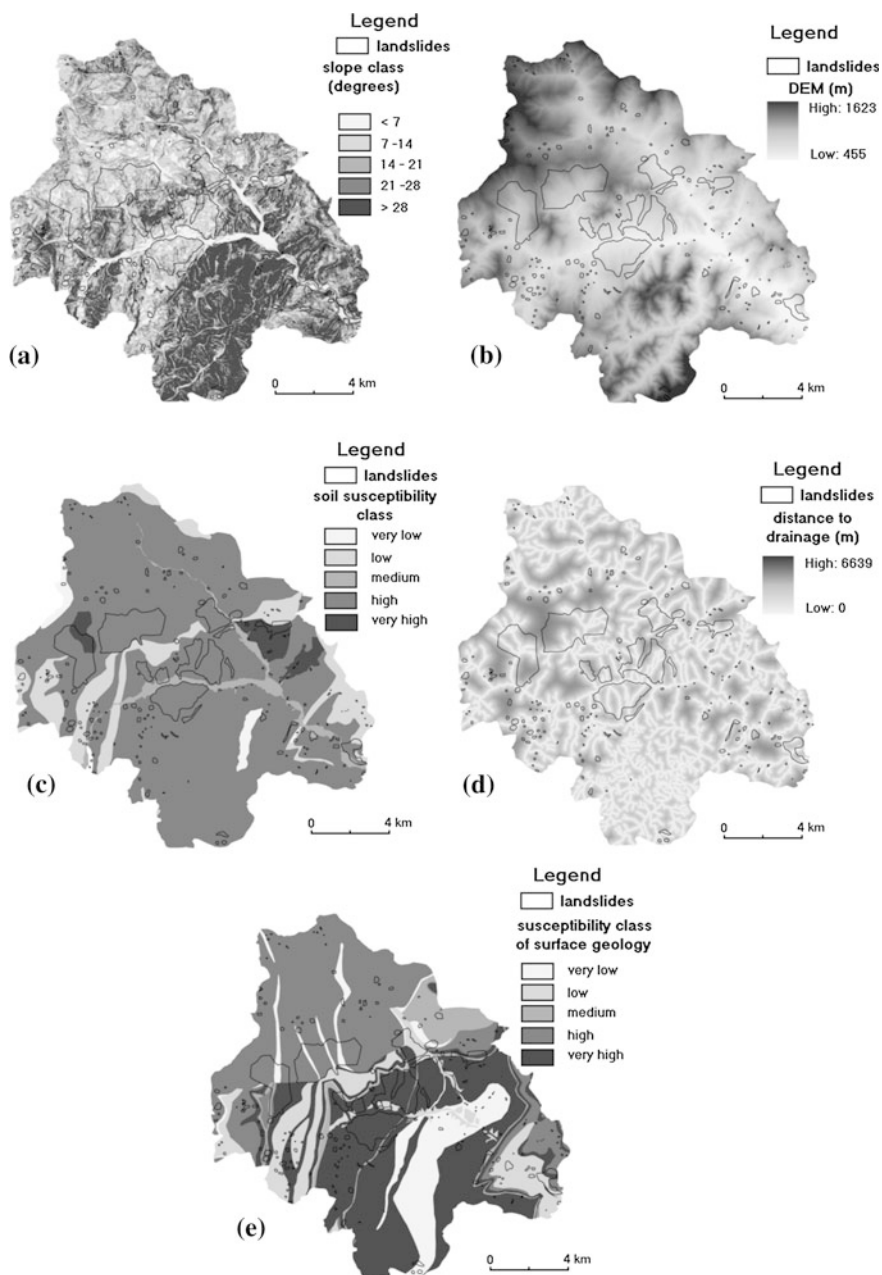 Legend
landslides
slope class
(degrees)
< 7
7 -14
14 - 21
21 -28
> 28
(a)
0 4 km
Legend
landslides
DEM (m)
High: 1623
Low: 455
(b)
0 4 km
Legend
landslides
soil susceptibility
class
very low
low
medium
high
very high
(c)
0 4 km
Legend
landslides
distance to
drainage (m)
High: 6639
Low: 0
(d)
0 4 km
Legend
landslides
susceptibility class
of surface geology
very low
low
medium
high
very high
(e)
0 4 km